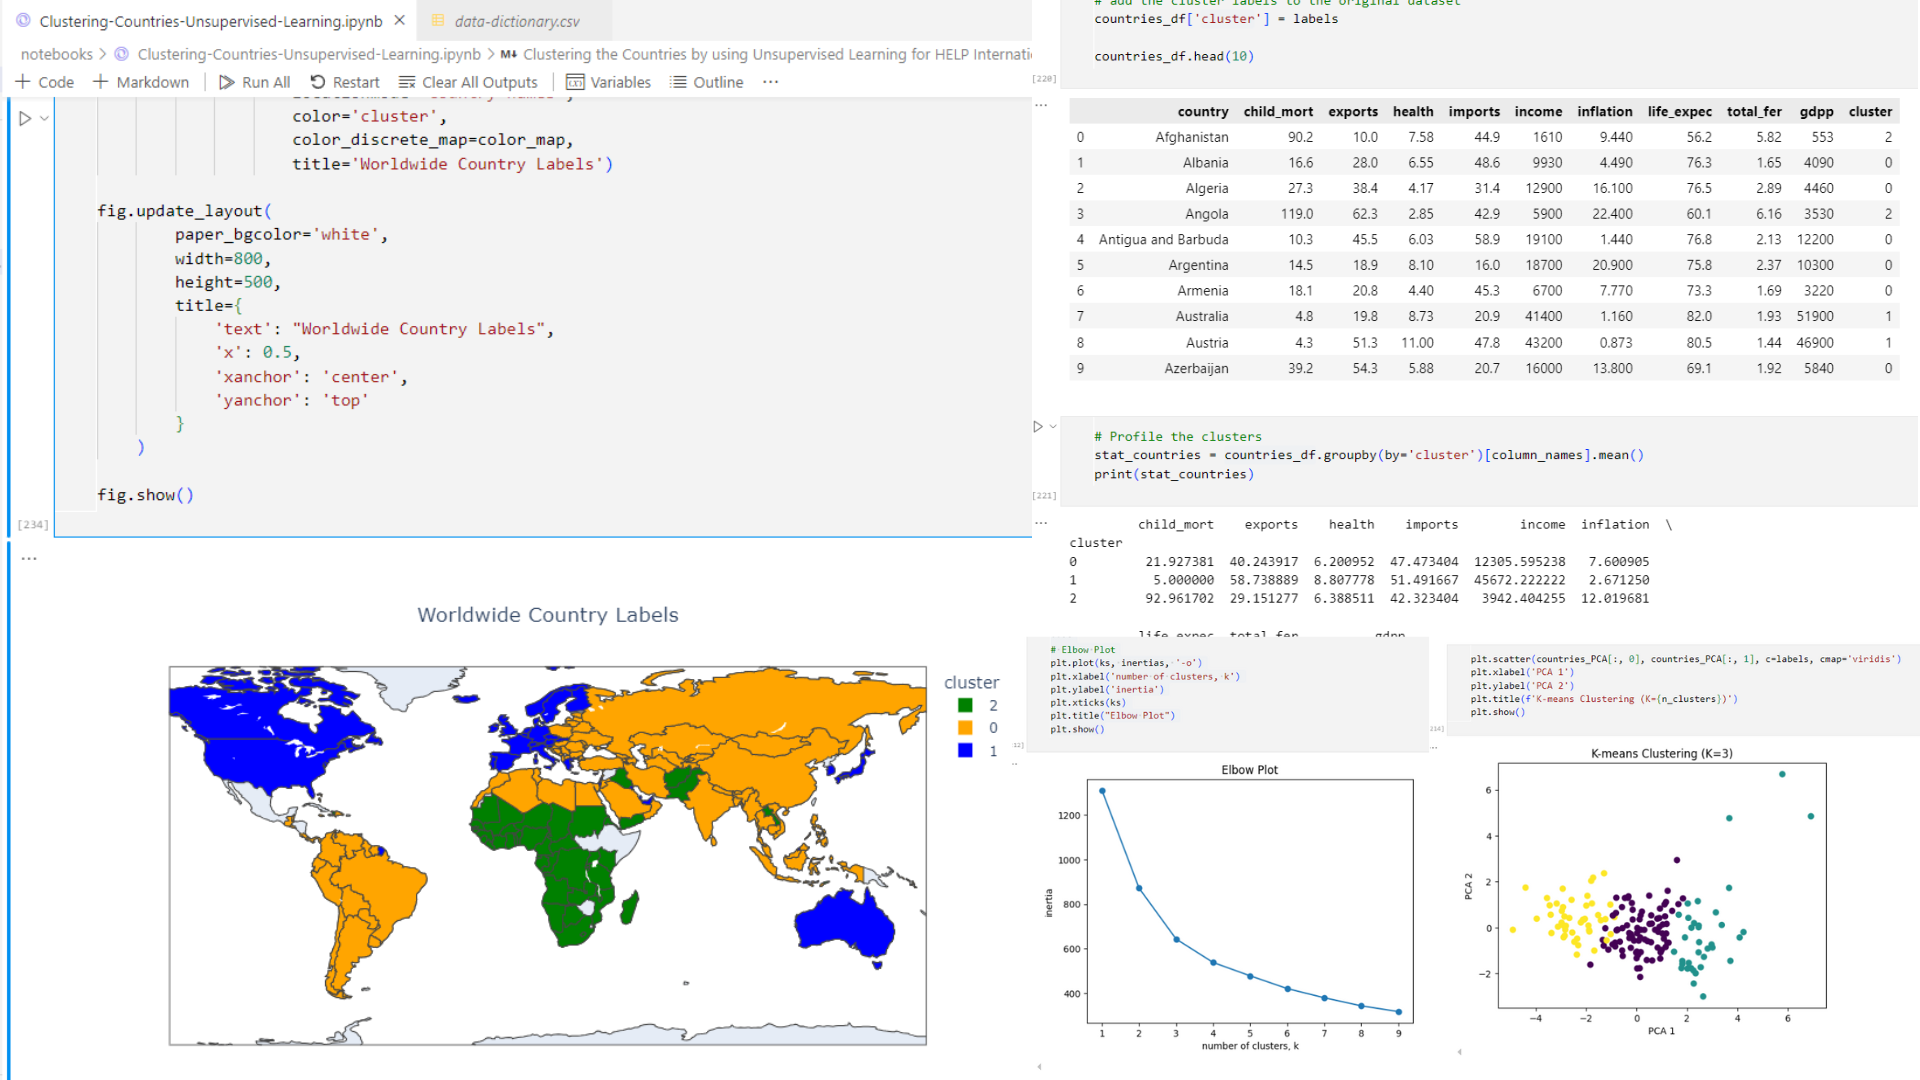 Clustering-Countries-Unsupervised-Learning.ipynb
data-dictionary.csv
notebooks > Clustering-Countries-Unsupervised-Learning.ipynb > M↓ Clustering the Countries by using Unsupervised Learning for HELP Internati
+ Code + Markdown Run All Restart Clear All Outputs Variables Outline ...
color='cluster',
color_discrete_map=color_map,
title='Worldwide Country Labels')
fig.update_layout(
paper_bgcolor='white',
width=800,
height=500,
title={
'text': "Worldwide Country Labels",
'x': 0.5,
'xanchor': 'center',
'yanchor': 'top'
}
)
fig.show()
[234]
...
Worldwide Country Labels
cluster
2
0
1
# add the cluster labels to the original dataset
countries_df['cluster'] = labels
countries_df.head(10)
[220]
...
country child_mort exports health imports income inflation life_expec total_fer gdpp cluster
0 Afghanistan 90.2 10.0 7.58 44.9 1610 9.440 56.2 5.82 553 2
1 Albania 16.6 28.0 6.55 48.6 9930 4.490 76.3 1.65 4090 0
2 Algeria 27.3 38.4 4.17 31.4 12900 16.100 76.5 2.89 4460 0
3 Angola 119.0 62.3 2.85 42.9 5900 22.400 60.1 6.16 3530 2
4 Antigua and Barbuda 10.3 45.5 6.03 58.9 19100 1.440 76.8 2.13 12200 0
5 Argentina 14.5 18.9 8.10 16.0 18700 20.900 75.8 2.37 10300 0
6 Armenia 18.1 20.8 4.40 45.3 6700 7.770 73.3 1.69 3220 0
7 Australia 4.8 19.8 8.73 20.9 41400 1.160 82.0 1.93 51900 1
8 Austria 4.3 51.3 11.00 47.8 43200 0.873 80.5 1.44 46900 1
9 Azerbaijan 39.2 54.3 5.88 20.7 16000 13.800 69.1 1.92 5840 0
# Profile the clusters
stat_countries = countries_df.groupby(by='cluster')[column_names].mean()
print(stat_countries)
[221]
...
child_mort exports health imports income inflation \
cluster
0 21.927381 40.243917 6.200952 47.473404 12305.595238 7.600905
1 5.000000 58.738889 8.807778 51.491667 45672.222222 2.671250
2 92.961702 29.151277 6.388511 42.323404 3942.404255 12.019681
life_expec total_fer gdpp
# Elbow Plot
plt.plot(ks, inertias, '-o')
plt.xlabel('number of clusters, k')
plt.ylabel('inertia')
plt.xticks(ks)
plt.title("Elbow Plot")
plt.show()
Elbow Plot
inertia
1200
1000
800
600
400
1 2 3 4 5 6 7 8 9
number of clusters, k
plt.scatter(countries_PCA[:, 0], countries_PCA[:, 1], c=labels, cmap='viridis')
plt.xlabel('PCA 1')
plt.ylabel('PCA 2')
plt.title(f'K-means Clustering (K={n_clusters})')
plt.show()
[214]
...
K-means Clustering (K=3)
PCA 2
6
4
2
0
−2
−4 −2 0 2 4 6
PCA 1